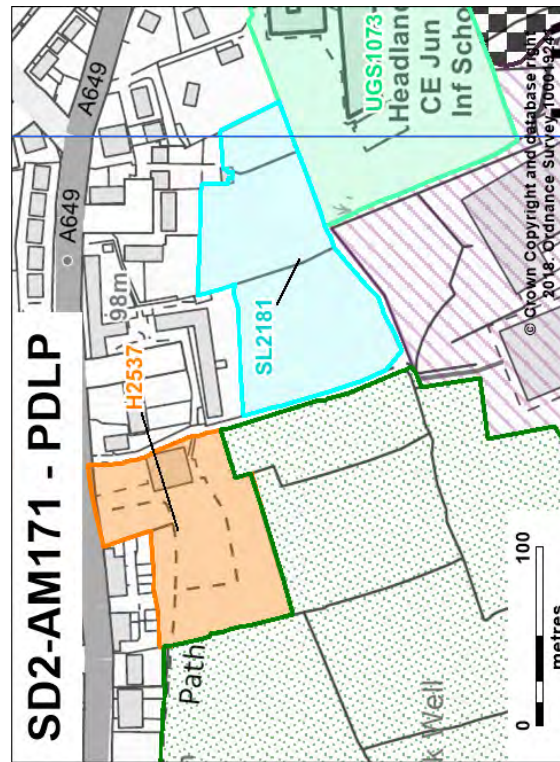 SD2-AM171 - PDLP
A649
A649
98m
H2537
SL2181
UGS1073
Headlan
CE Jun
Inf Scho
Path
k Well
0
100
metres
© Crown Copyright and database right
2018. Ordnance Survey